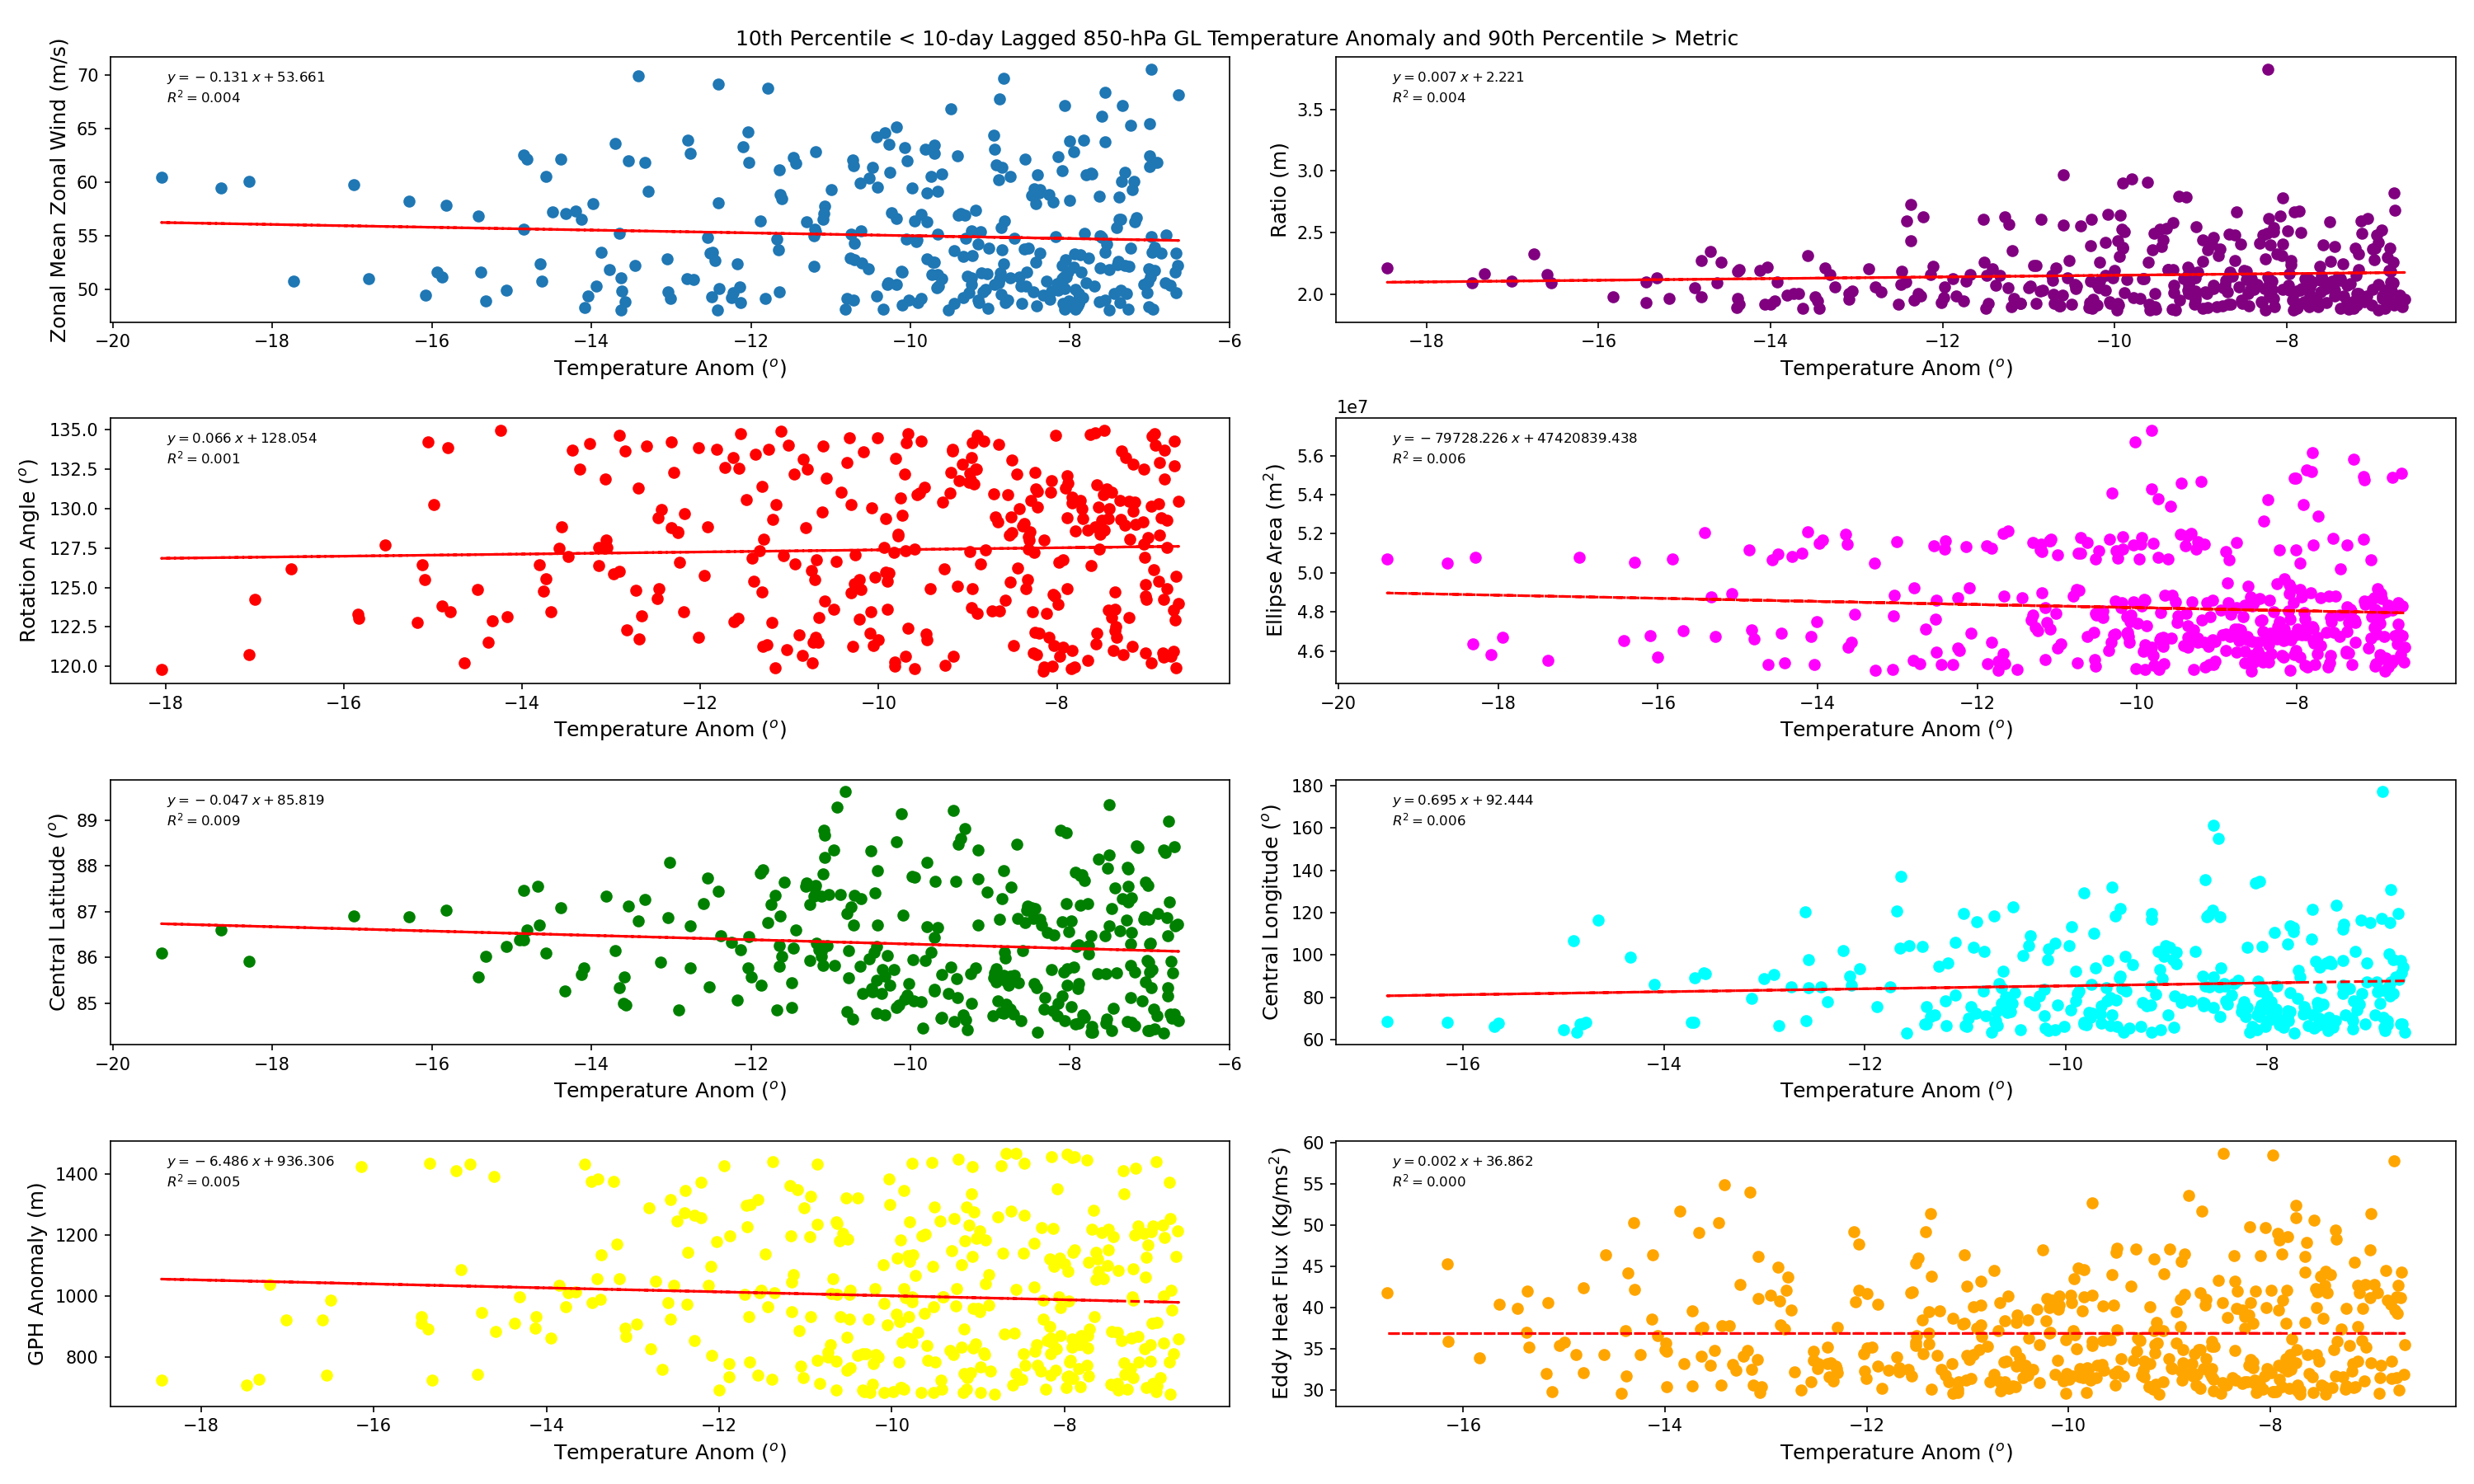 10th Percentile < 10-day Lagged 850-hPa GL Temperature Anomaly and 90th Percentile > Metric
Zonal Mean Zonal Wind (m/s)
y = −0.131 x + 53.661
R² = 0.004
70
65
60
55
50
−20 −18 −16 −14 −12 −10 −8 −6
Temperature Anom (°)
Ratio (m)
y = 0.007 x + 2.221
R² = 0.004
3.5
3.0
2.5
2.0
−18 −16 −14 −12 −10 −8
Temperature Anom (°)
Rotation Angle (°)
y = 0.066 x + 128.054
R² = 0.001
135.0
132.5
130.0
127.5
125.0
122.5
120.0
−18 −16 −14 −12 −10 −8
Temperature Anom (°)
Ellipse Area (m²)
1e7
y = −79728.226 x + 47420839.438
R² = 0.006
5.6
5.4
5.2
5.0
4.8
4.6
−20 −18 −16 −14 −12 −10 −8
Temperature Anom (°)
Central Latitude (°)
y = −0.047 x + 85.819
R² = 0.009
89
88
87
86
85
−20 −18 −16 −14 −12 −10 −8 −6
Temperature Anom (°)
Central Longitude (°)
180
y = 0.695 x + 92.444
R² = 0.006
160
140
120
100
80
60
−16 −14 −12 −10 −8
Temperature Anom (°)
GPH Anomaly (m)
y = −6.486 x + 936.306
R² = 0.005
1400
1200
1000
800
−18 −16 −14 −12 −10 −8
Temperature Anom (°)
Eddy Heat Flux (Kg/ms²)
60
y = 0.002 x + 36.862
R² = 0.000
55
50
45
40
35
30
−16 −14 −12 −10 −8
Temperature Anom (°)